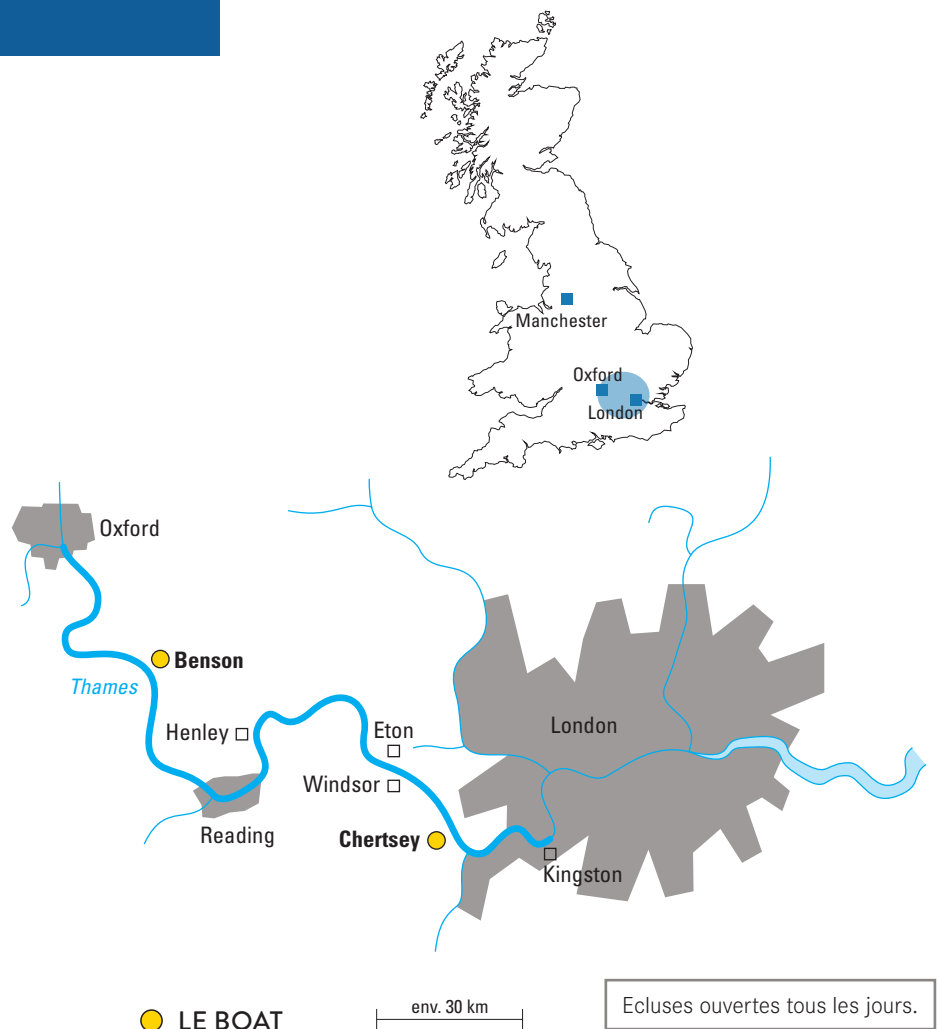 Manchester
Oxford
London
Oxford
Benson
Thames
Henley
Eton
London
Windsor
Reading
Chertsey
Kingston
LE BOAT
env. 30 km
Ecluses ouvertes tous les jours.